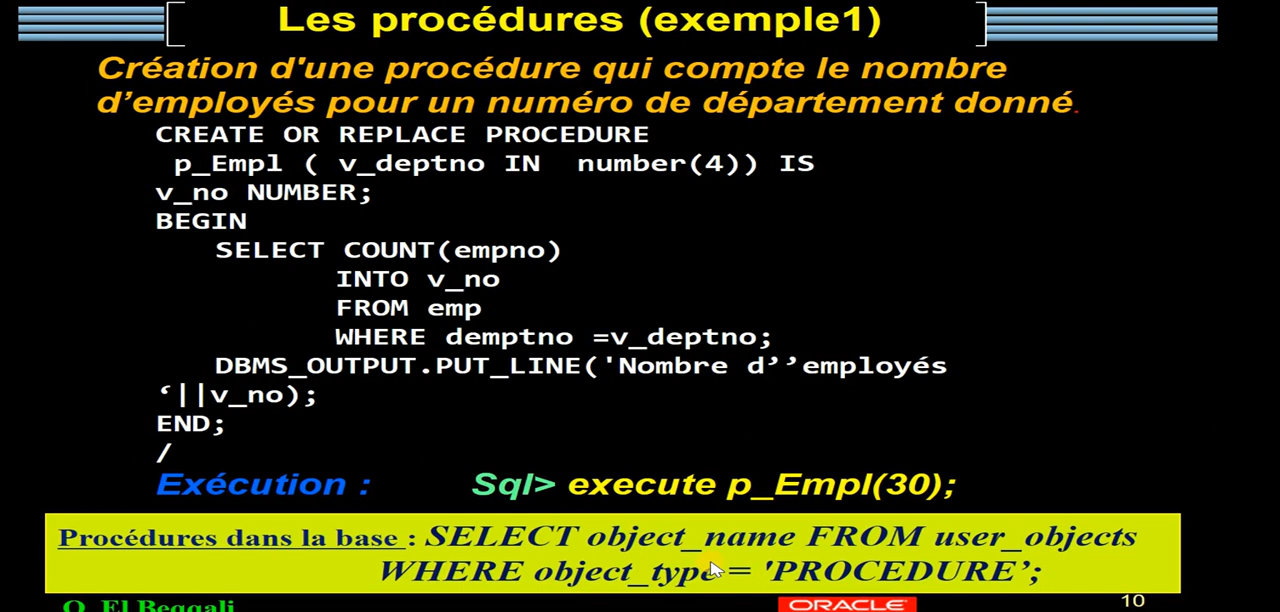 Les procédures (exemple1)
Création d'une procédure qui compte le nombre
d’employés pour un numéro de département donné.
CREATE OR REPLACE PROCEDURE
p_Empl ( v_deptno IN number(4)) IS
v_no NUMBER;
BEGIN
SELECT COUNT(empno)
INTO v_no
FROM emp
WHERE demptno =v_deptno;
DBMS_OUTPUT.PUT_LINE('Nombre d’’employés
‘||v_no);
END;
/
Exécution : Sql> execute p_Empl(30);
Procédures dans la base : SELECT object_name FROM user_objects
WHERE object_type = 'PROCEDURE’;
O. El Beggali
ORACLE
10